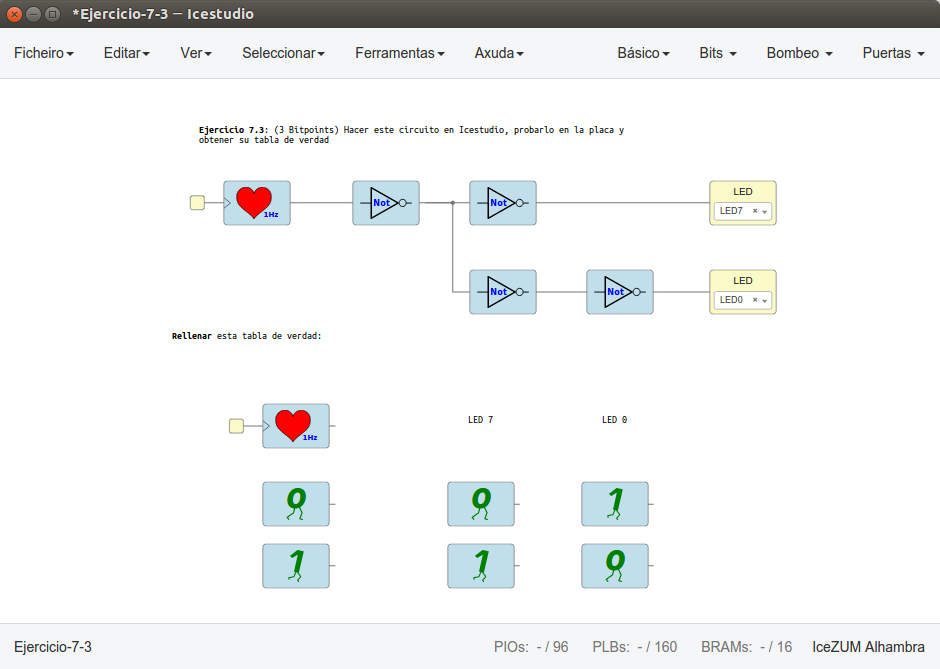 *Ejercicio-7-3 — Icestudio
Ficheiro Editar Ver Seleccionar Ferramentas Axuda Básico Bits Bombeo Puertas
Ejercicio 7.3: (3 Bitpoints) Hacer este circuito en Icestudio, probarlo en la placa y
obtener su tabla de verdad
1Hz Not Not LED
LED7 × 
Not Not LED
LED0 ×
Rellenar esta tabla de verdad:
1Hz LED 7 LED 0
0 0 1
1 1 0
Ejercicio-7-3 PIOs: - / 96 PLBs: - / 160 BRAMs: - / 16 IceZUM Alhambra